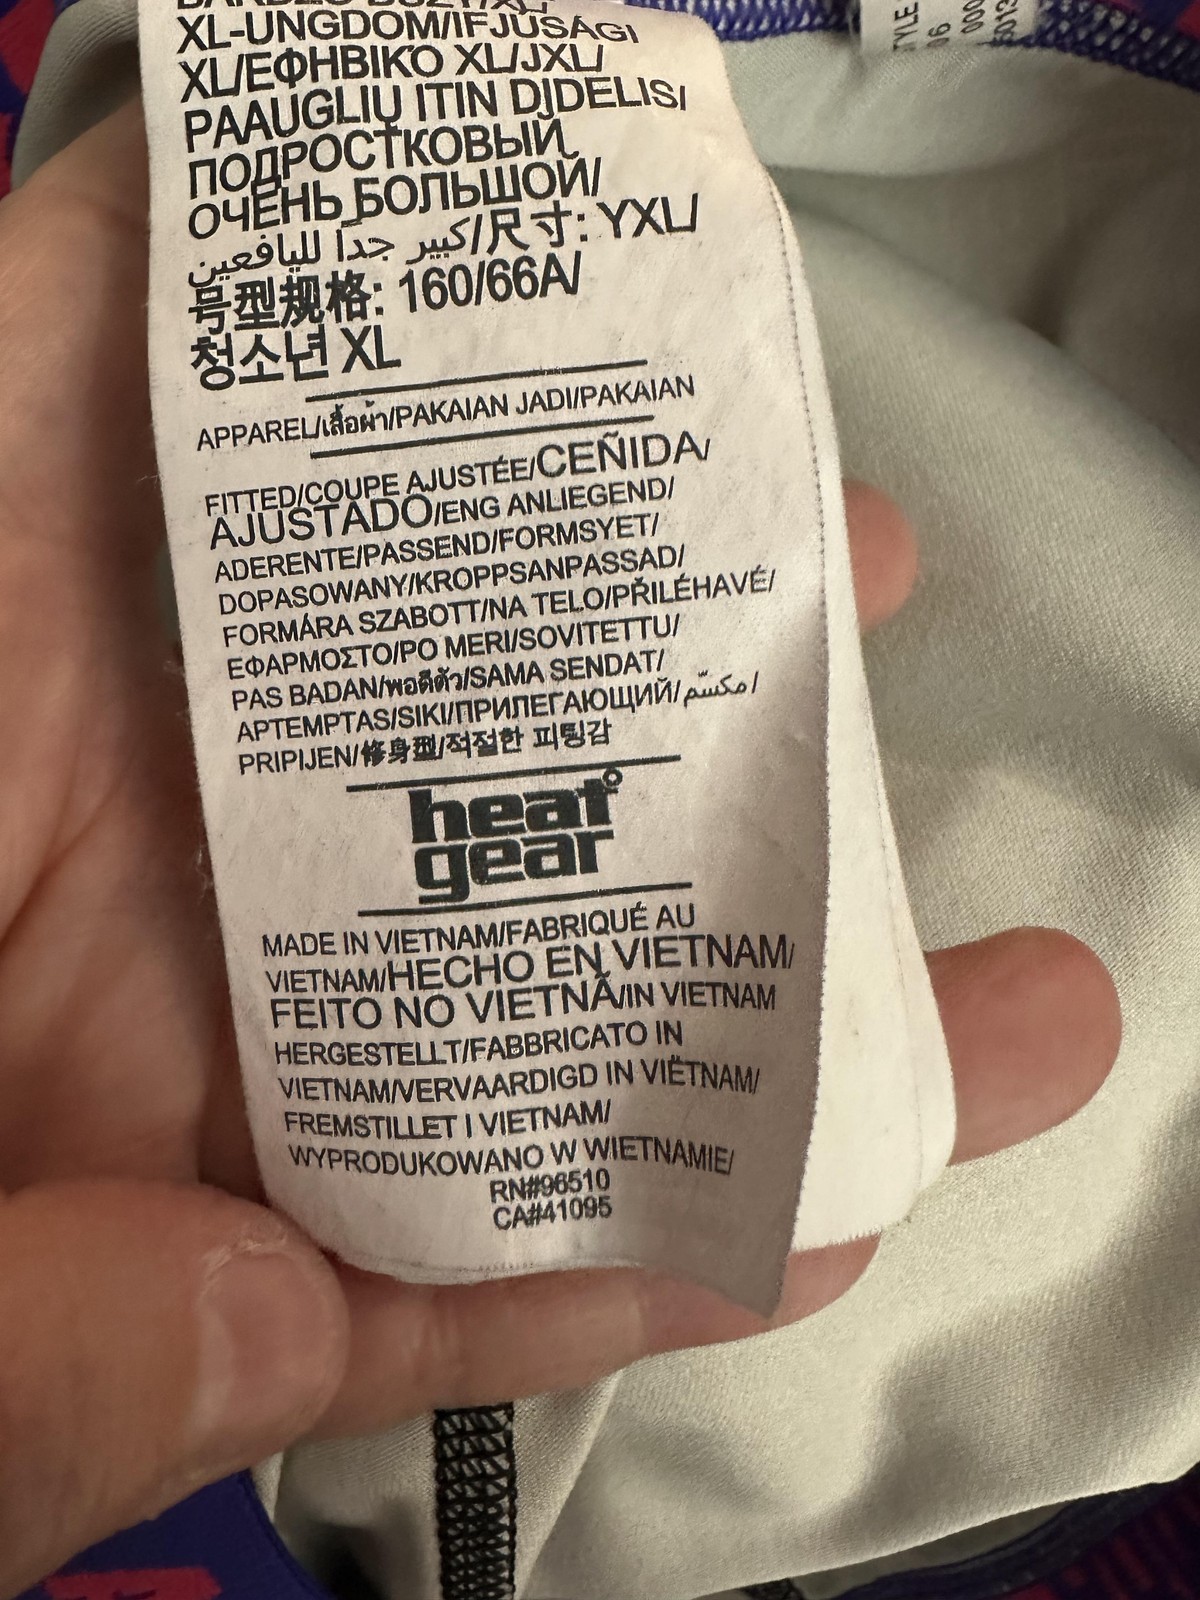 XL-UNGDOM/IFJÚSÁGI
XL/ΕΦΗΒΙΚΌ XL/JXL/
PAAUGLIŲ ITIN DIDELIS/
ПОДРОСТКОВЫЙ
ОЧЕНЬ БОЛЬШОЙ/
كبير جداً لليافعين/尺寸: YXL/
号型规格: 160/66A/
청소년 XL
APPAREL/เสื้อผ้า/PAKAIAN JADI/PAKAIAN
FITTED/COUPE AJUSTÉE/CEÑIDA/
AJUSTADO/ENG ANLIEGEND/
ADERENTE/PASSEND/FORMSYET/
DOPASOWANY/KROPPSANPASSAD/
FORMÁRA SZABOTT/NA TELO/PŘILÉHAVÉ/
ΕΦΑΡΜΟΣΤΟ/PO MERI/SOVITETTU/
PAS BADAN/พอดีตัว/SAMA SENDAT/
APTEMPTAS/SIKI/ПРИЛЕГАЮЩИЙ/مكسّم/
PRIPIJEN/修身型/적절한 피팅감
heat
gear
MADE IN VIETNAM/FABRIQUÉ AU
VIETNAM/HECHO EN VIETNAM/
FEITO NO VIETNÃ/IN VIETNAM
HERGESTELLT/FABBRICATO IN
VIETNAM/VERVAARDIGD IN VIËTNAM/
FREMSTILLET I VIETNAM/
WYPRODUKOWANO W WIETNAMIE/
RN#96510
CA#41095